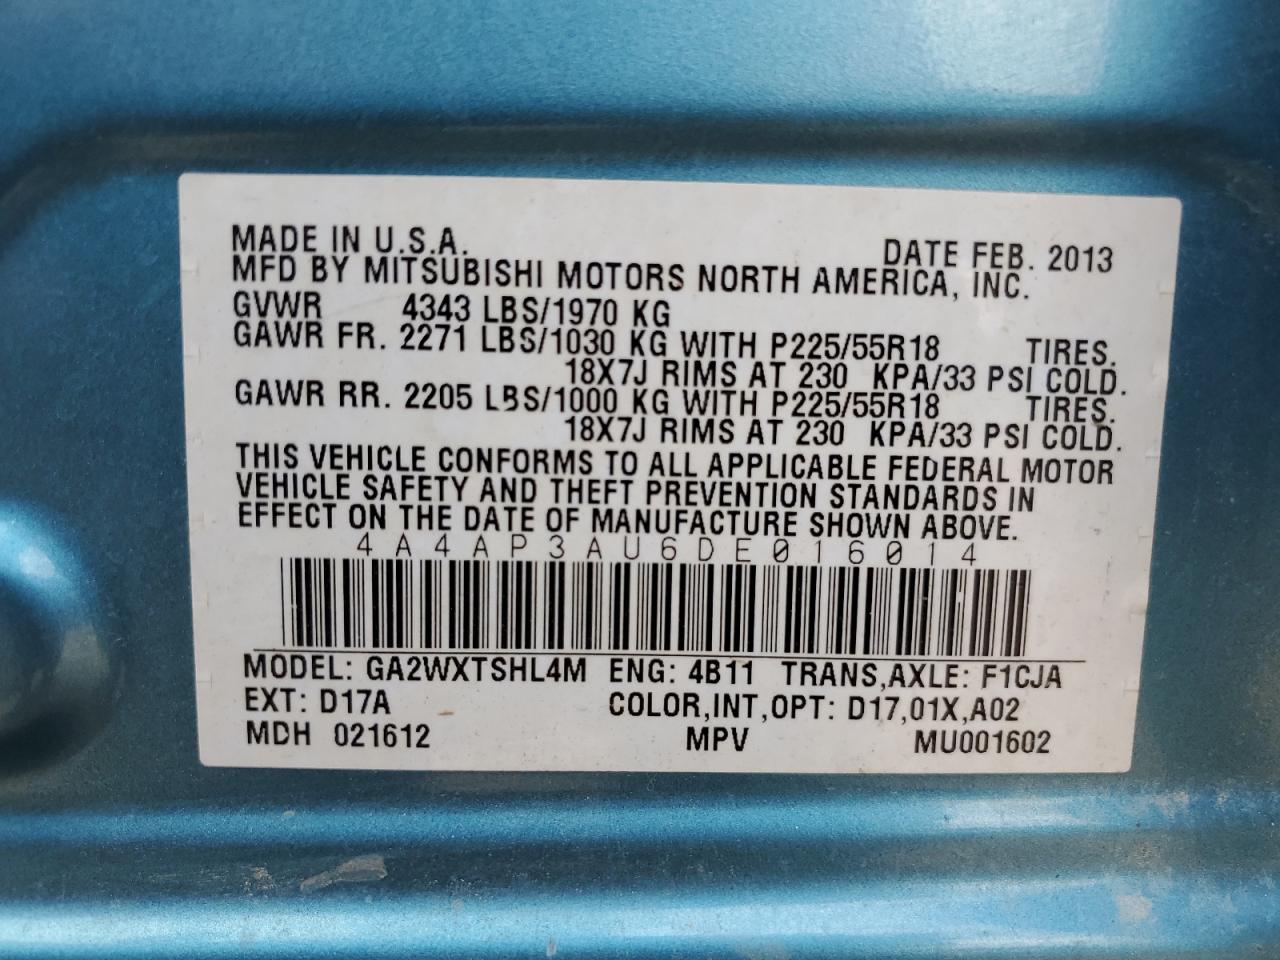 MADE IN U.S.A. DATE FEB. 2013
MFD BY MITSUBISHI MOTORS NORTH AMERICA, INC.
GVWR 4343 LBS/1970 KG
GAWR FR. 2271 LBS/1030 KG WITH P225/55R18 TIRES.
18X7J RIMS AT 230 KPA/33 PSI COLD.
GAWR RR. 2205 LBS/1000 KG WITH P225/55R18 TIRES.
18X7J RIMS AT 230 KPA/33 PSI COLD.
THIS VEHICLE CONFORMS TO ALL APPLICABLE FEDERAL MOTOR
VEHICLE SAFETY AND THEFT PREVENTION STANDARDS IN
EFFECT ON THE DATE OF MANUFACTURE SHOWN ABOVE.
4A4AP3AU6DE016014
MODEL: GA2WXTSHL4M ENG: 4B11 TRANS,AXLE: F1CJA
EXT: D17A COLOR,INT,OPT: D17,01X,A02
MDH 021612 MPV MU001602